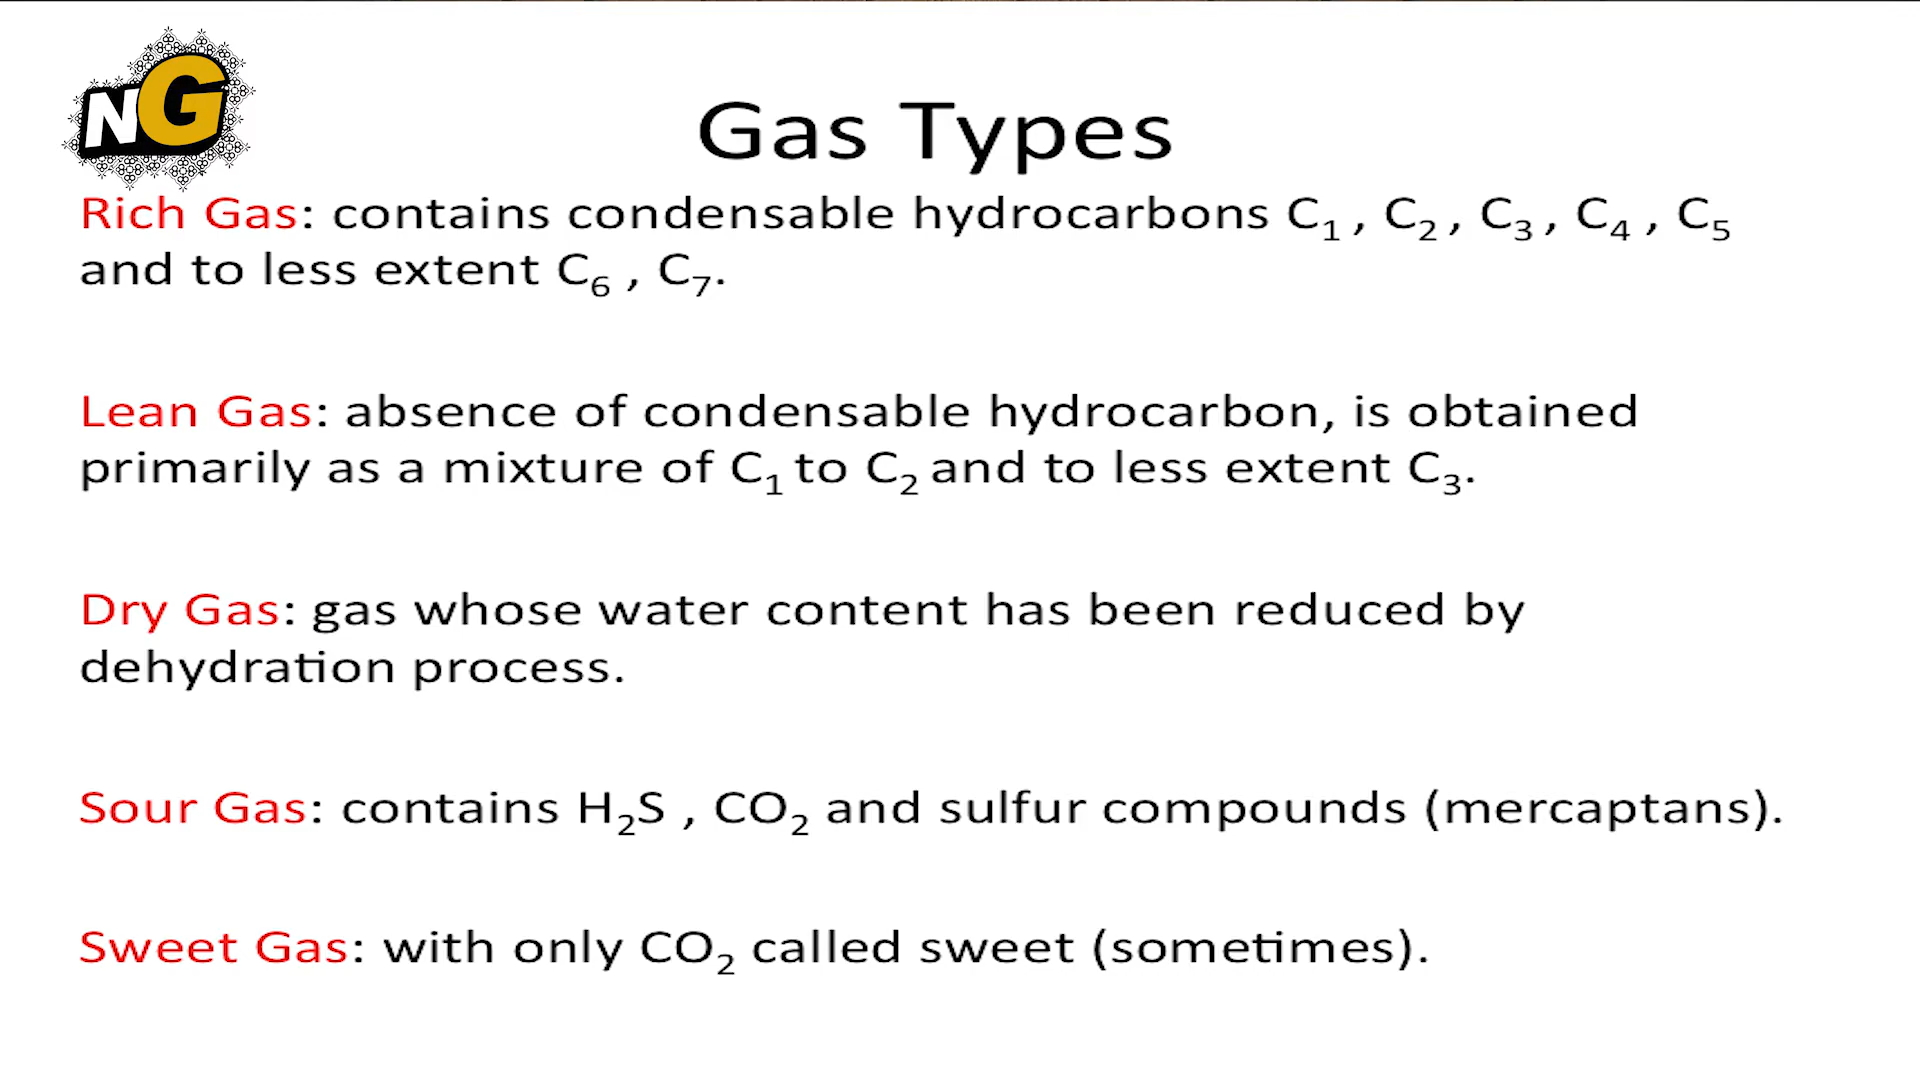 NG
Gas Types
Rich Gas: contains condensable hydrocarbons C₁ , C₂ , C₃ , C₄ , C₅
and to less extent C₆ , C₇.
Lean Gas: absence of condensable hydrocarbon, is obtained
primarily as a mixture of C₁ to C₂ and to less extent C₃.
Dry Gas: gas whose water content has been reduced by
dehydration process.
Sour Gas: contains H₂S , CO₂ and sulfur compounds (mercaptans).
Sweet Gas: with only CO₂ called sweet (sometimes).